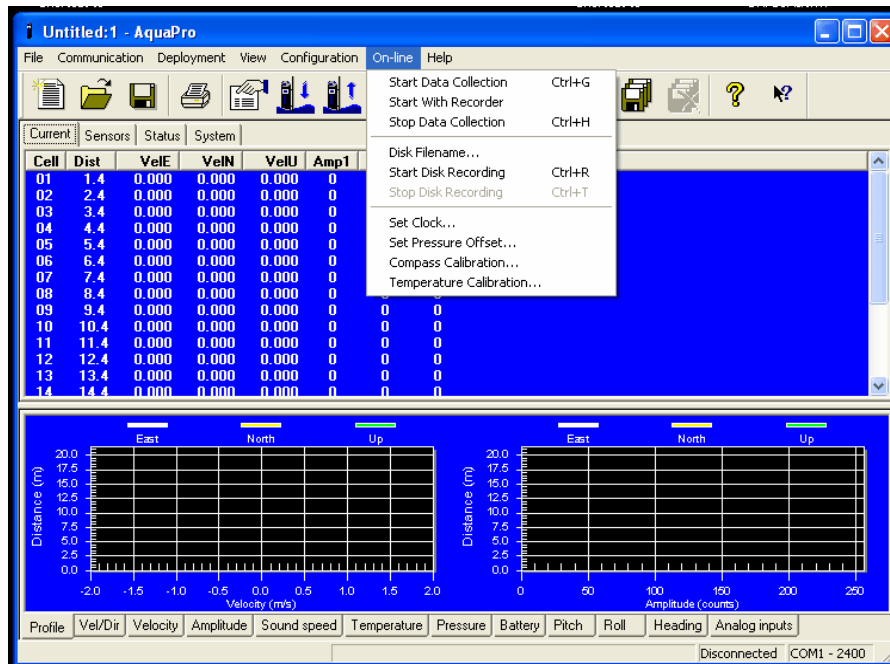 Untitled:1 - AquaPro
File Communication Deployment View Configuration On-line Help
Start Data Collection Ctrl+G
Start With Recorder
Stop Data Collection Ctrl+H
Disk Filename...
Start Disk Recording Ctrl+R
Stop Disk Recording Ctrl+T
Set Clock...
Set Pressure Offset...
Compass Calibration...
Temperature Calibration...
Current Sensors Status System
Cell Dist VelE VelN VelU Amp1
01 1.4 0.000 0.000 0.000 0
02 2.4 0.000 0.000 0.000 0
03 3.4 0.000 0.000 0.000 0
04 4.4 0.000 0.000 0.000 0
05 5.4 0.000 0.000 0.000 0
06 6.4 0.000 0.000 0.000 0
07 7.4 0.000 0.000 0.000 0
08 8.4 0.000 0.000 0.000 0 0 0
09 9.4 0.000 0.000 0.000 0 0 0
10 10.4 0.000 0.000 0.000 0 0 0
11 11.4 0.000 0.000 0.000 0 0 0
12 12.4 0.000 0.000 0.000 0 0 0
13 13.4 0.000 0.000 0.000 0 0 0
14 14.4 0.000 0.000 0.000 0 0 0
East North Up
20.0
17.5
15.0
12.5
10.0
7.5
5.0
2.5
0.0
Distance (m)
-2.0 -1.5 -1.0 -0.5 0.0 0.5 1.0 1.5 2.0
Velocity (m/s)
East North Up
20.0
17.5
15.0
12.5
10.0
7.5
5.0
2.5
0.0
Distance (m)
0 50 100 150 200 250
Amplitude (counts)
Profile Vel/Dir Velocity Amplitude Sound speed Temperature Pressure Battery Pitch Roll Heading Analog inputs
Disconnected COM1 - 2400